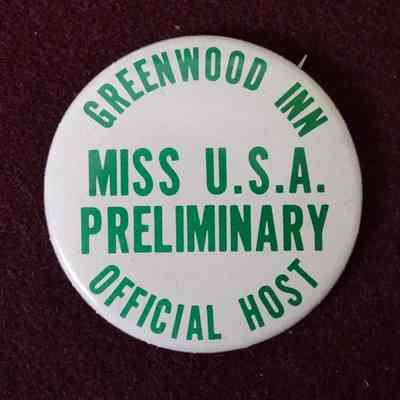 GREENWOOD INN
MISS U.S.A.
PRELIMINARY
OFFICIAL HOST